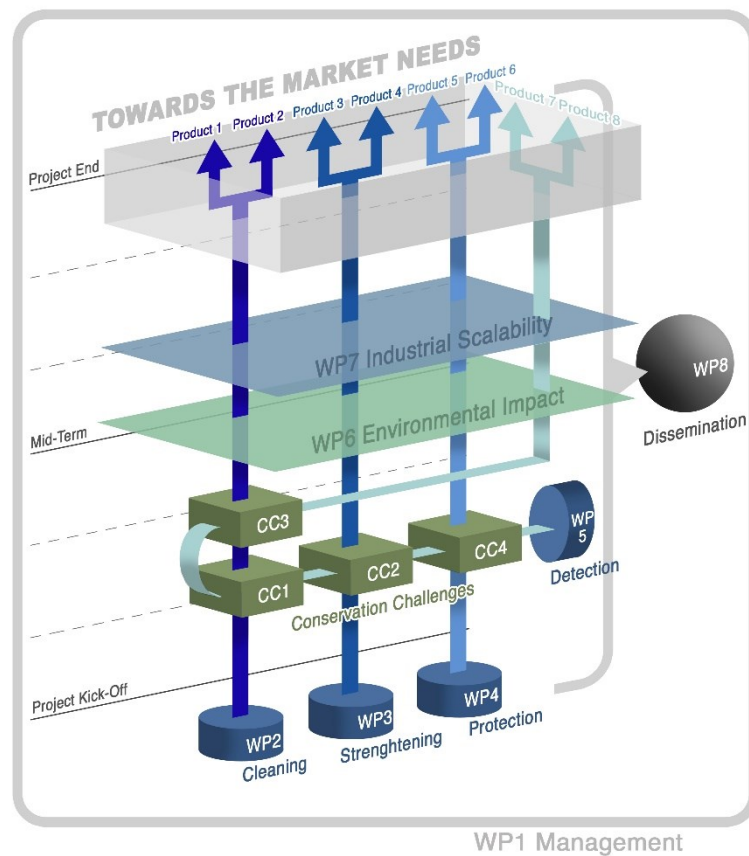 TOWARDS THE MARKET NEEDS
Product 1
Product 2
Product 3
Product 4
Product 5
Product 6
Product 7
Product 8
Project End
WP7 Industrial Scalability
WP8
Dissemination
WP6 Environmental Impact
Mid-Term
CC3
WP
5
Detection
CC1
CC2
CC4
Conservation Challenges
Project Kick-Off
WP2
Cleaning
WP3
Strenghtening
WP4
Protection
WP1 Management